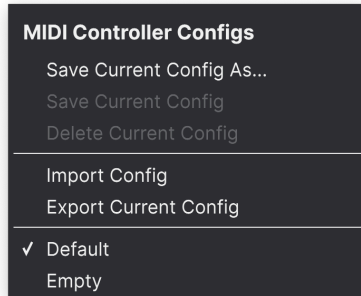 MIDI Controller Configs
Save Current Config As...
Save Current Config
Delete Current Config
Import Config
Export Current Config
✓ Default
Empty